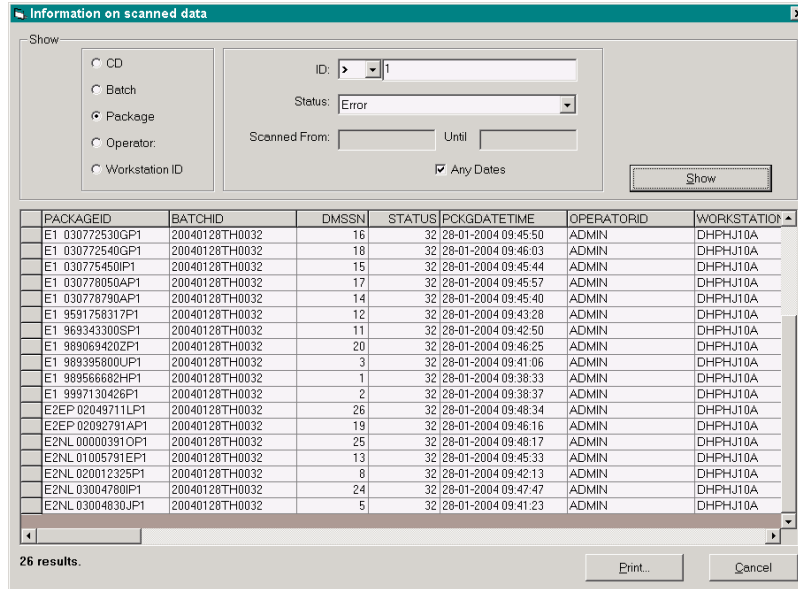 Information on scanned data
Show
CD
Batch
Package
Operator:
Workstation ID
ID: > 1
Status: Error
Scanned From: Until
Any Dates
Show
PACKAGEID BATCHID DMSSN STATUS PCKGDATETIME OPERATORID WORKSTATION
E1 030772530GP1 20040128TH0032 16 32 28-01-2004 09:45:50 ADMIN DHPHJ10A
E1 030772540GP1 20040128TH0032 18 32 28-01-2004 09:46:03 ADMIN DHPHJ10A
E1 030775450IP1 20040128TH0032 15 32 28-01-2004 09:45:44 ADMIN DHPHJ10A
E1 030778050AP1 20040128TH0032 17 32 28-01-2004 09:45:57 ADMIN DHPHJ10A
E1 030778790AP1 20040128TH0032 14 32 28-01-2004 09:45:40 ADMIN DHPHJ10A
E1 9591758317P1 20040128TH0032 12 32 28-01-2004 09:43:28 ADMIN DHPHJ10A
E1 969343300SP1 20040128TH0032 11 32 28-01-2004 09:42:50 ADMIN DHPHJ10A
E1 989069420ZP1 20040128TH0032 20 32 28-01-2004 09:46:25 ADMIN DHPHJ10A
E1 989395800UP1 20040128TH0032 3 32 28-01-2004 09:41:06 ADMIN DHPHJ10A
E1 989566682HP1 20040128TH0032 1 32 28-01-2004 09:38:33 ADMIN DHPHJ10A
E1 9997130426P1 20040128TH0032 2 32 28-01-2004 09:38:37 ADMIN DHPHJ10A
E2EP 02049711LP1 20040128TH0032 26 32 28-01-2004 09:48:34 ADMIN DHPHJ10A
E2EP 02092791AP1 20040128TH0032 19 32 28-01-2004 09:46:16 ADMIN DHPHJ10A
E2NL 00000391OP1 20040128TH0032 25 32 28-01-2004 09:48:17 ADMIN DHPHJ10A
E2NL 01005791EP1 20040128TH0032 13 32 28-01-2004 09:45:33 ADMIN DHPHJ10A
E2NL 020012325P1 20040128TH0032 8 32 28-01-2004 09:42:13 ADMIN DHPHJ10A
E2NL 03004780IP1 20040128TH0032 24 32 28-01-2004 09:47:47 ADMIN DHPHJ10A
E2NL 03004830JP1 20040128TH0032 5 32 28-01-2004 09:41:23 ADMIN DHPHJ10A
26 results.
Print... Cancel